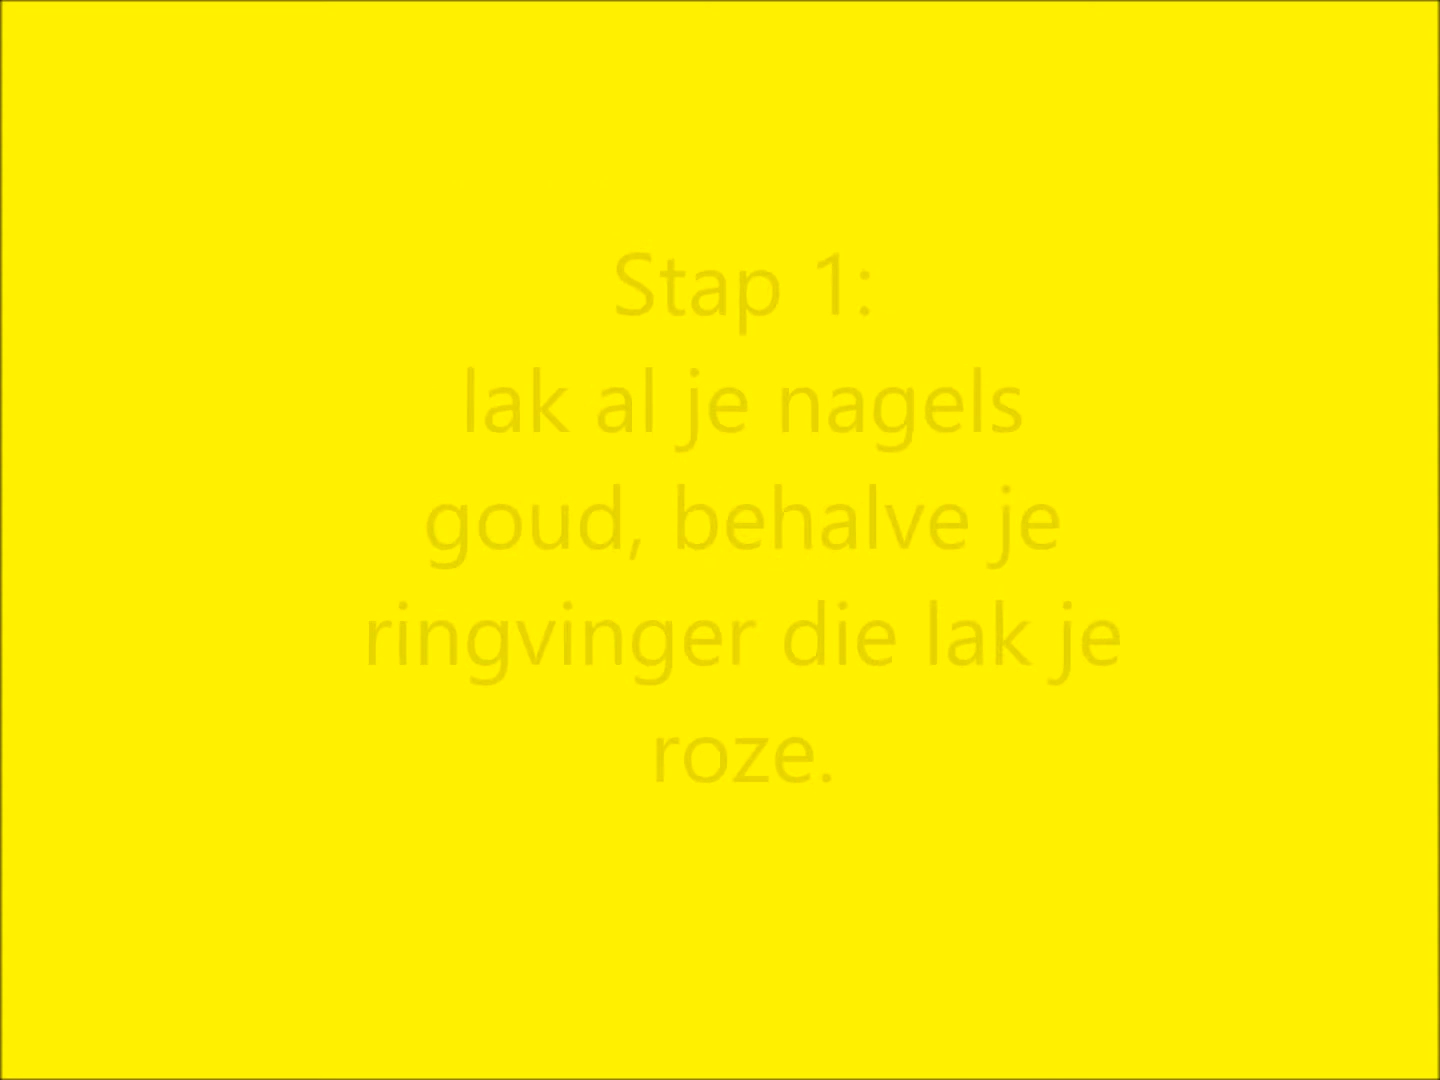 Stap 1:
lak al je nagels
goud, behalve je
ringvinger die lak je
roze.